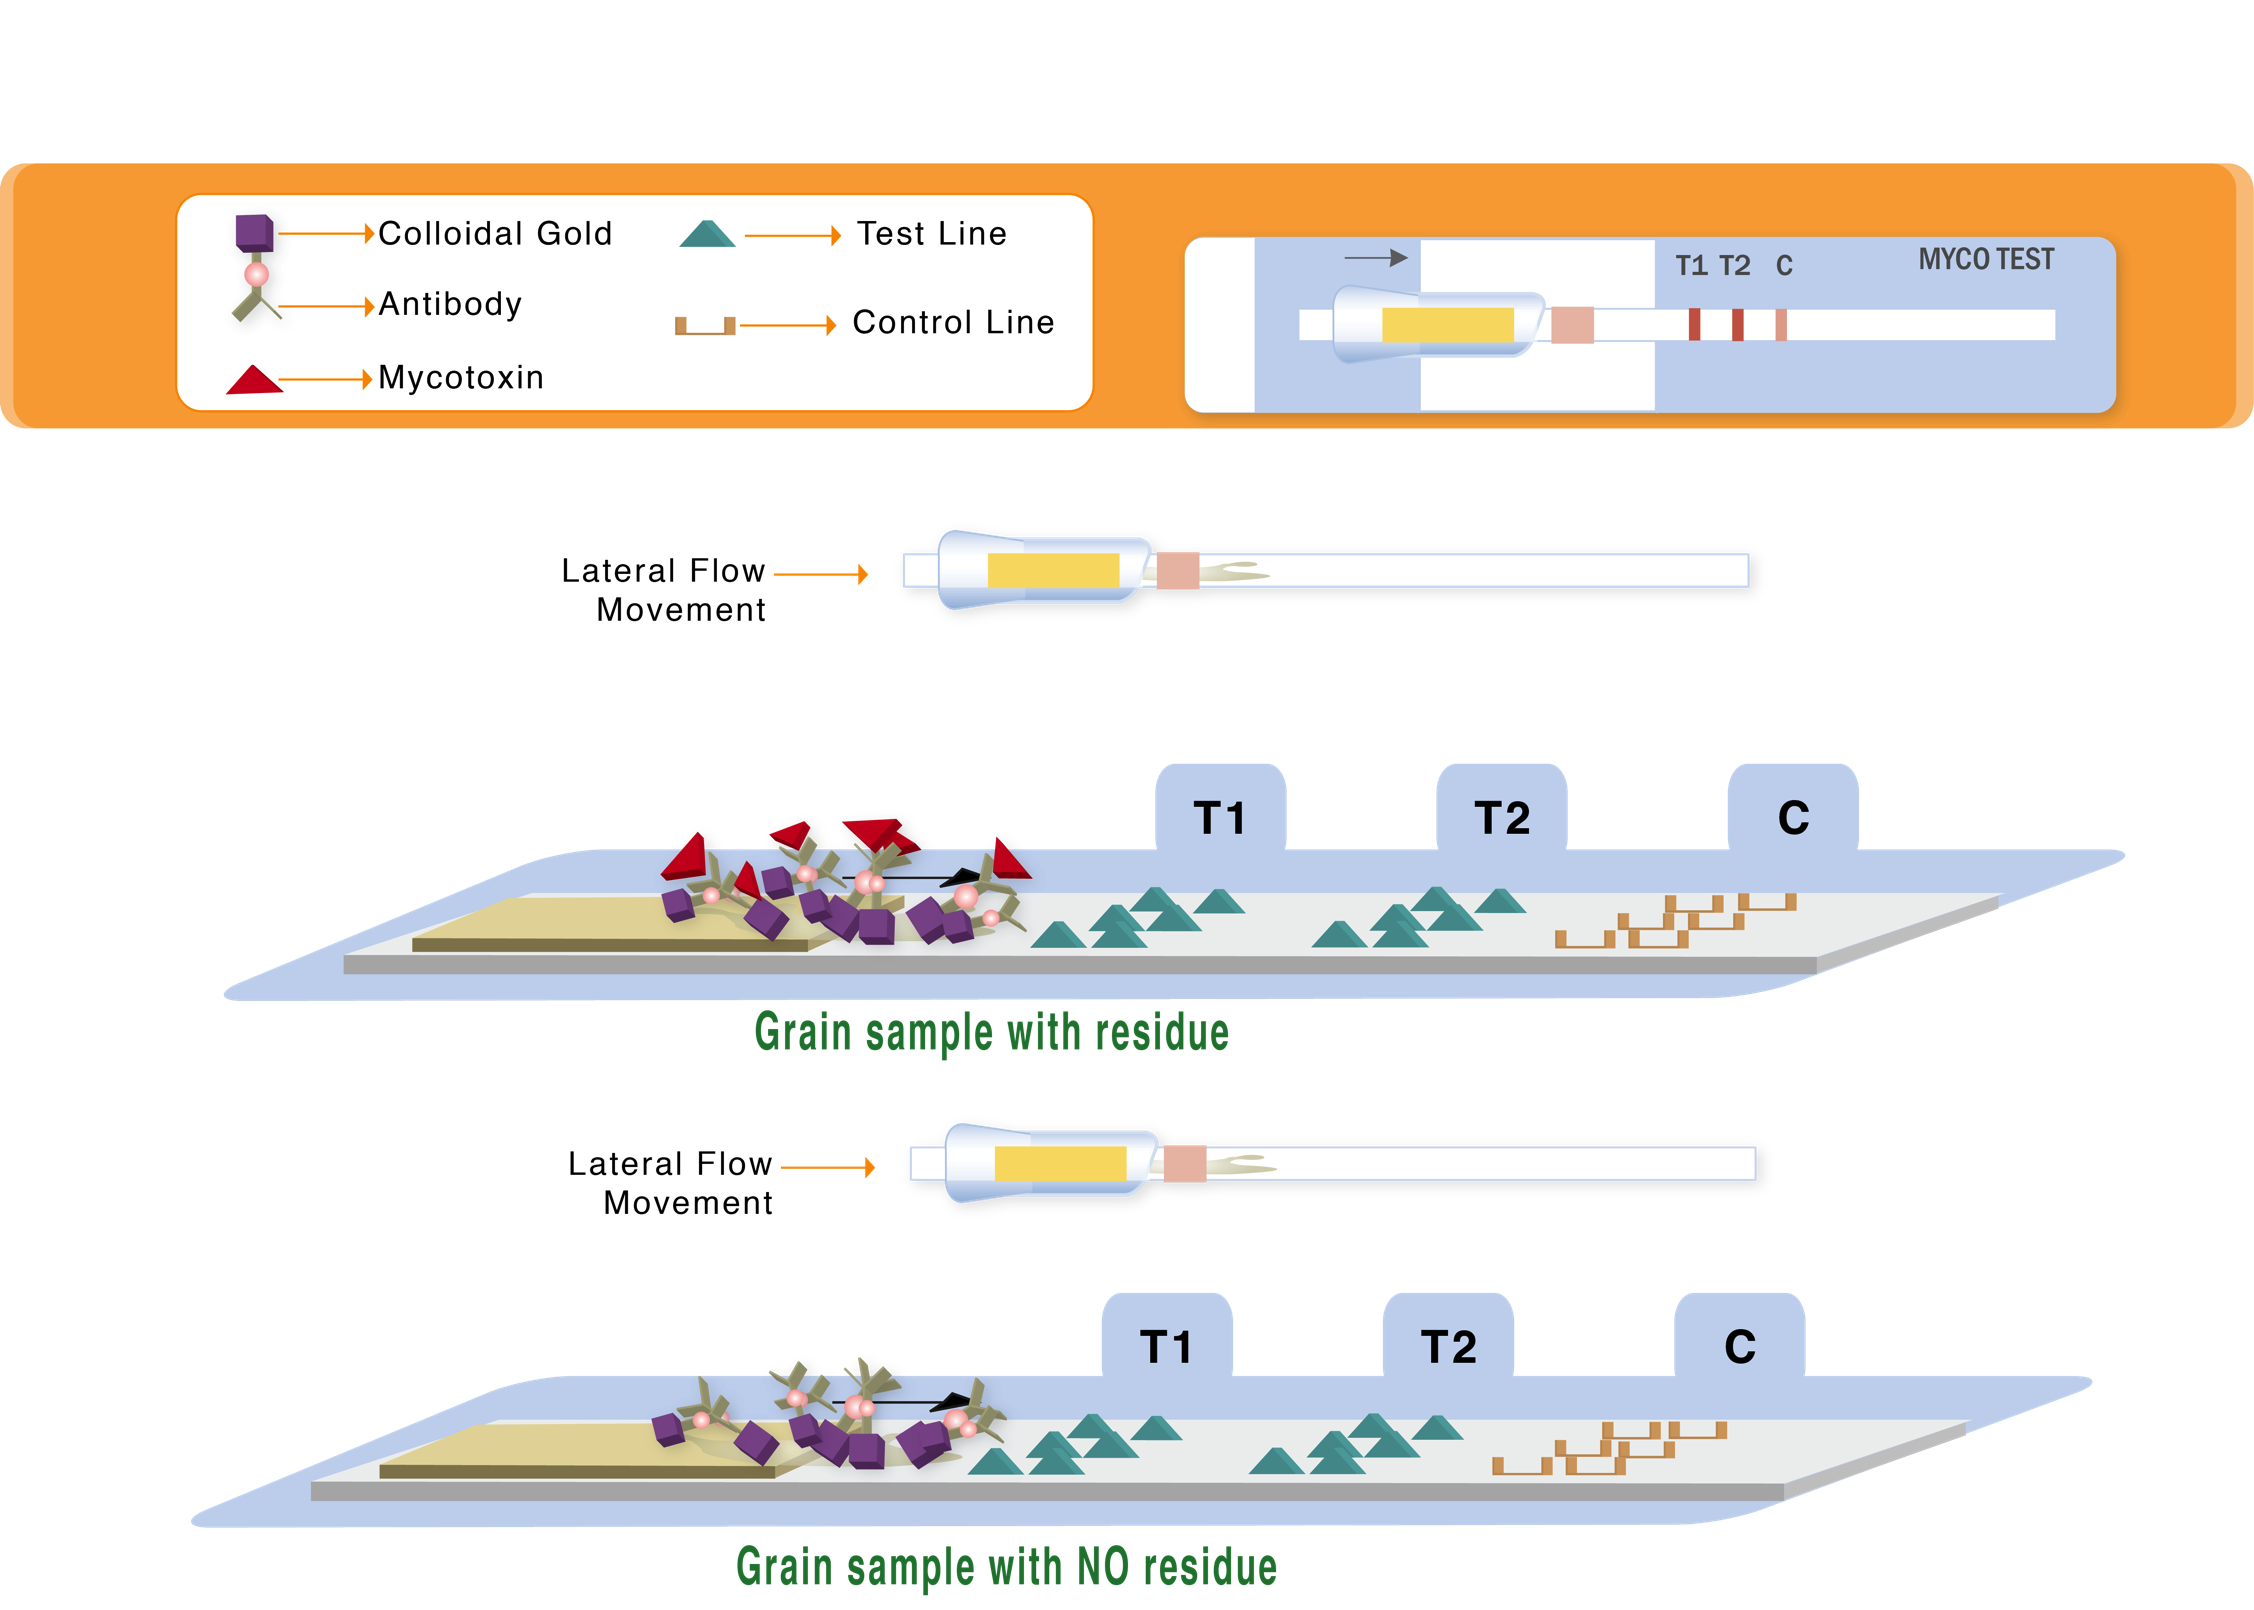 Colloidal Gold
Antibody
Mycotoxin
Test Line
Control Line
T1 T2 C
MYCO TEST
Lateral Flow
Movement
T1 T2 C
Grain sample with residue
Lateral Flow
Movement
T1 T2 C
Grain sample with NO residue